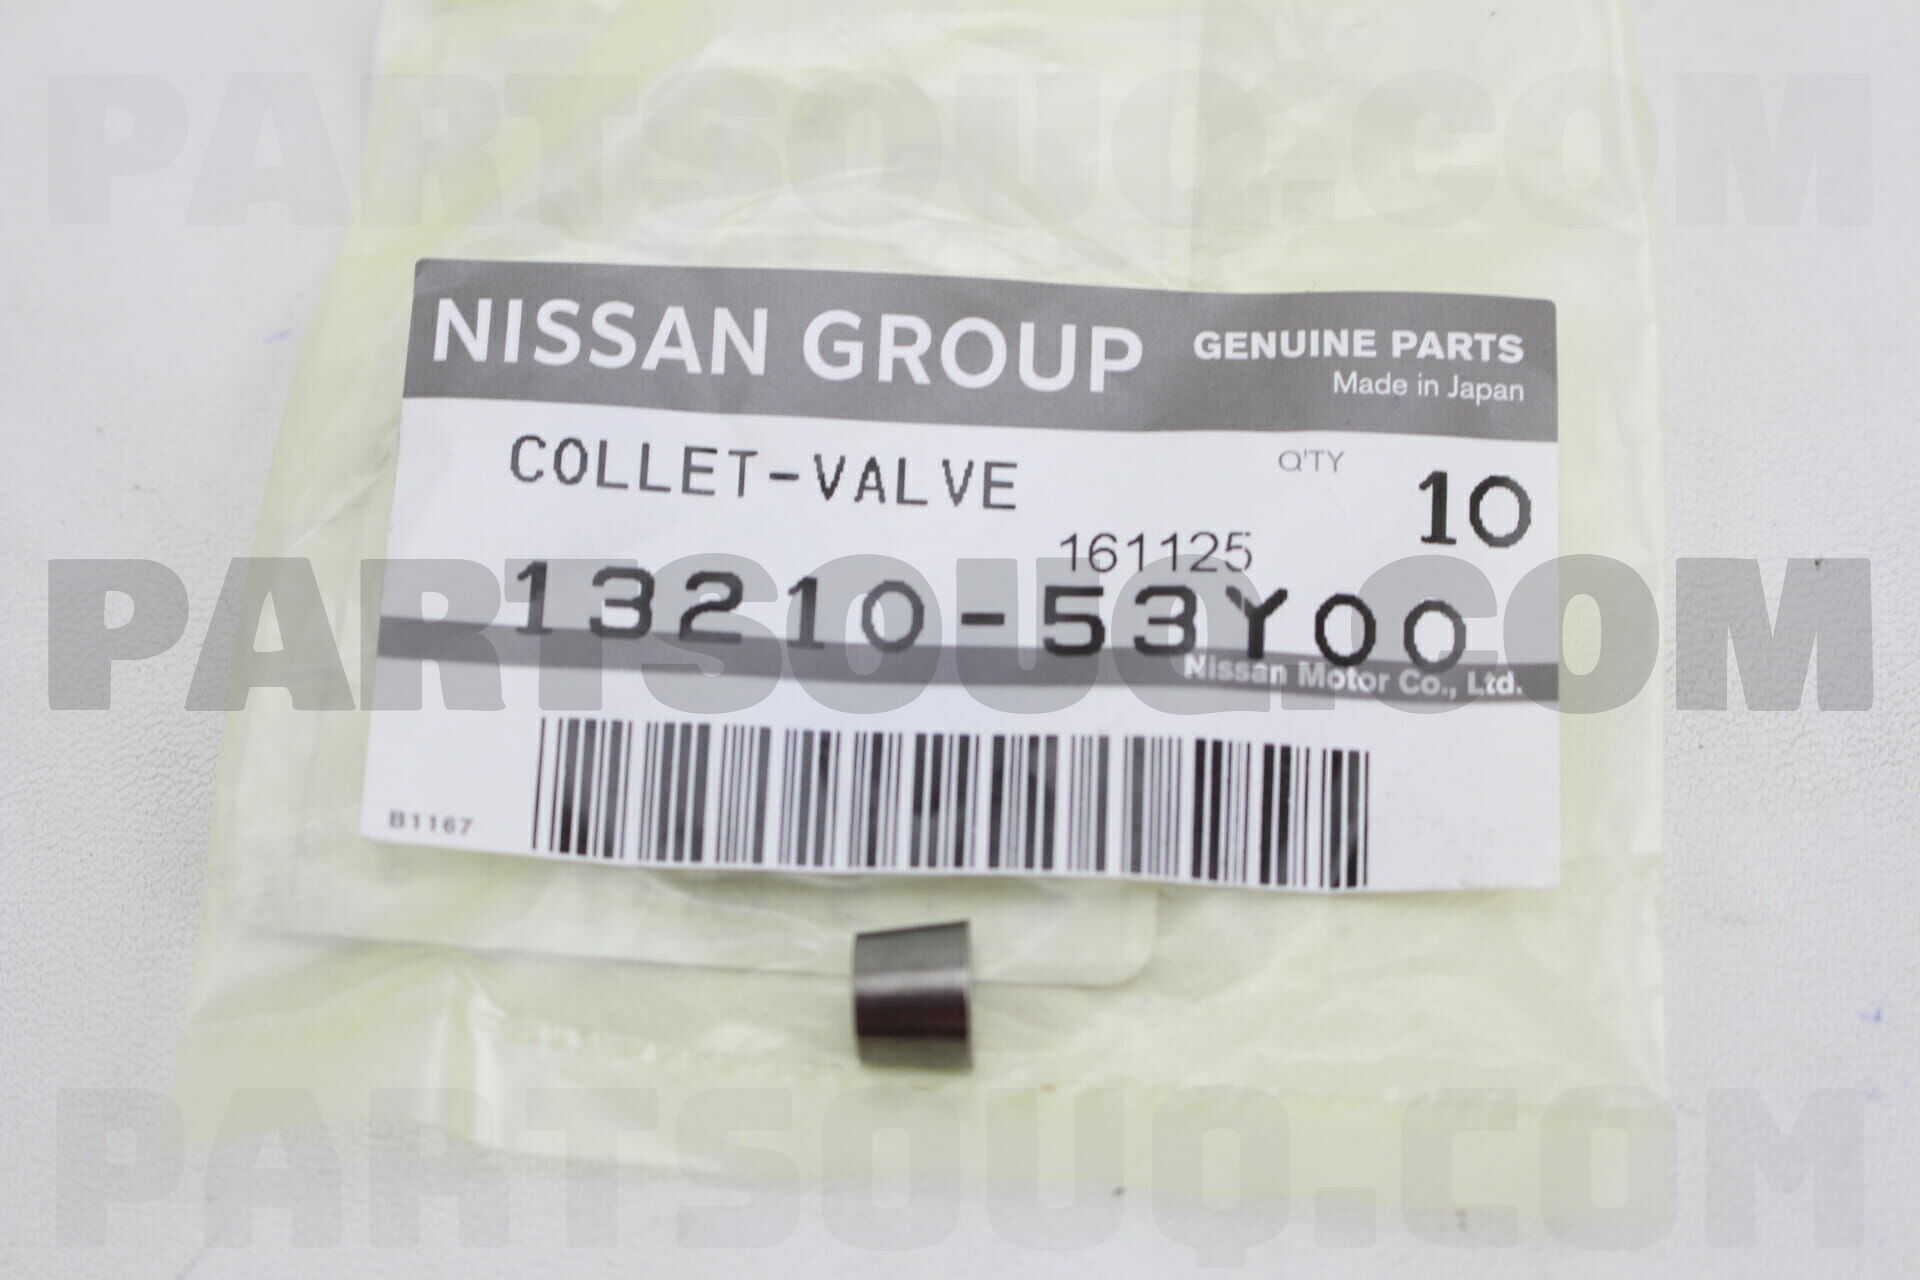 PARTSOUQ.COM
NISSAN GROUP
GENUINE PARTS
Made in Japan
COLLET-VALVE
Q'TY
10
161125
13210-53Y00
PARTSOUQ.COM
Nissan Motor Co., Ltd.
B1167
PARTSOUQ.COM